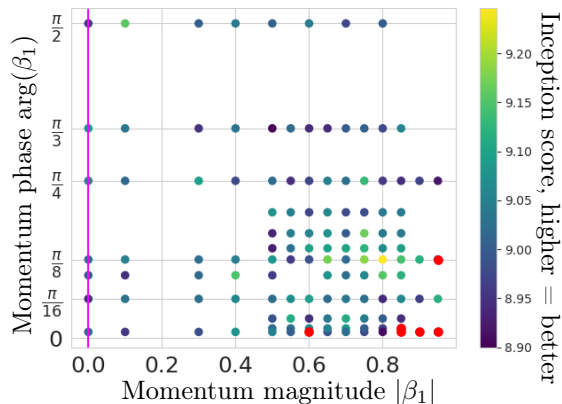 Momentum phase arg(β₁)
π/2
π/3
π/4
π/8
π/16
0
0.0 0.2 0.4 0.6 0.8
Momentum magnitude |β₁|
9.20
9.15
9.10
9.05
9.00
8.95
8.90
Inception score, higher = better